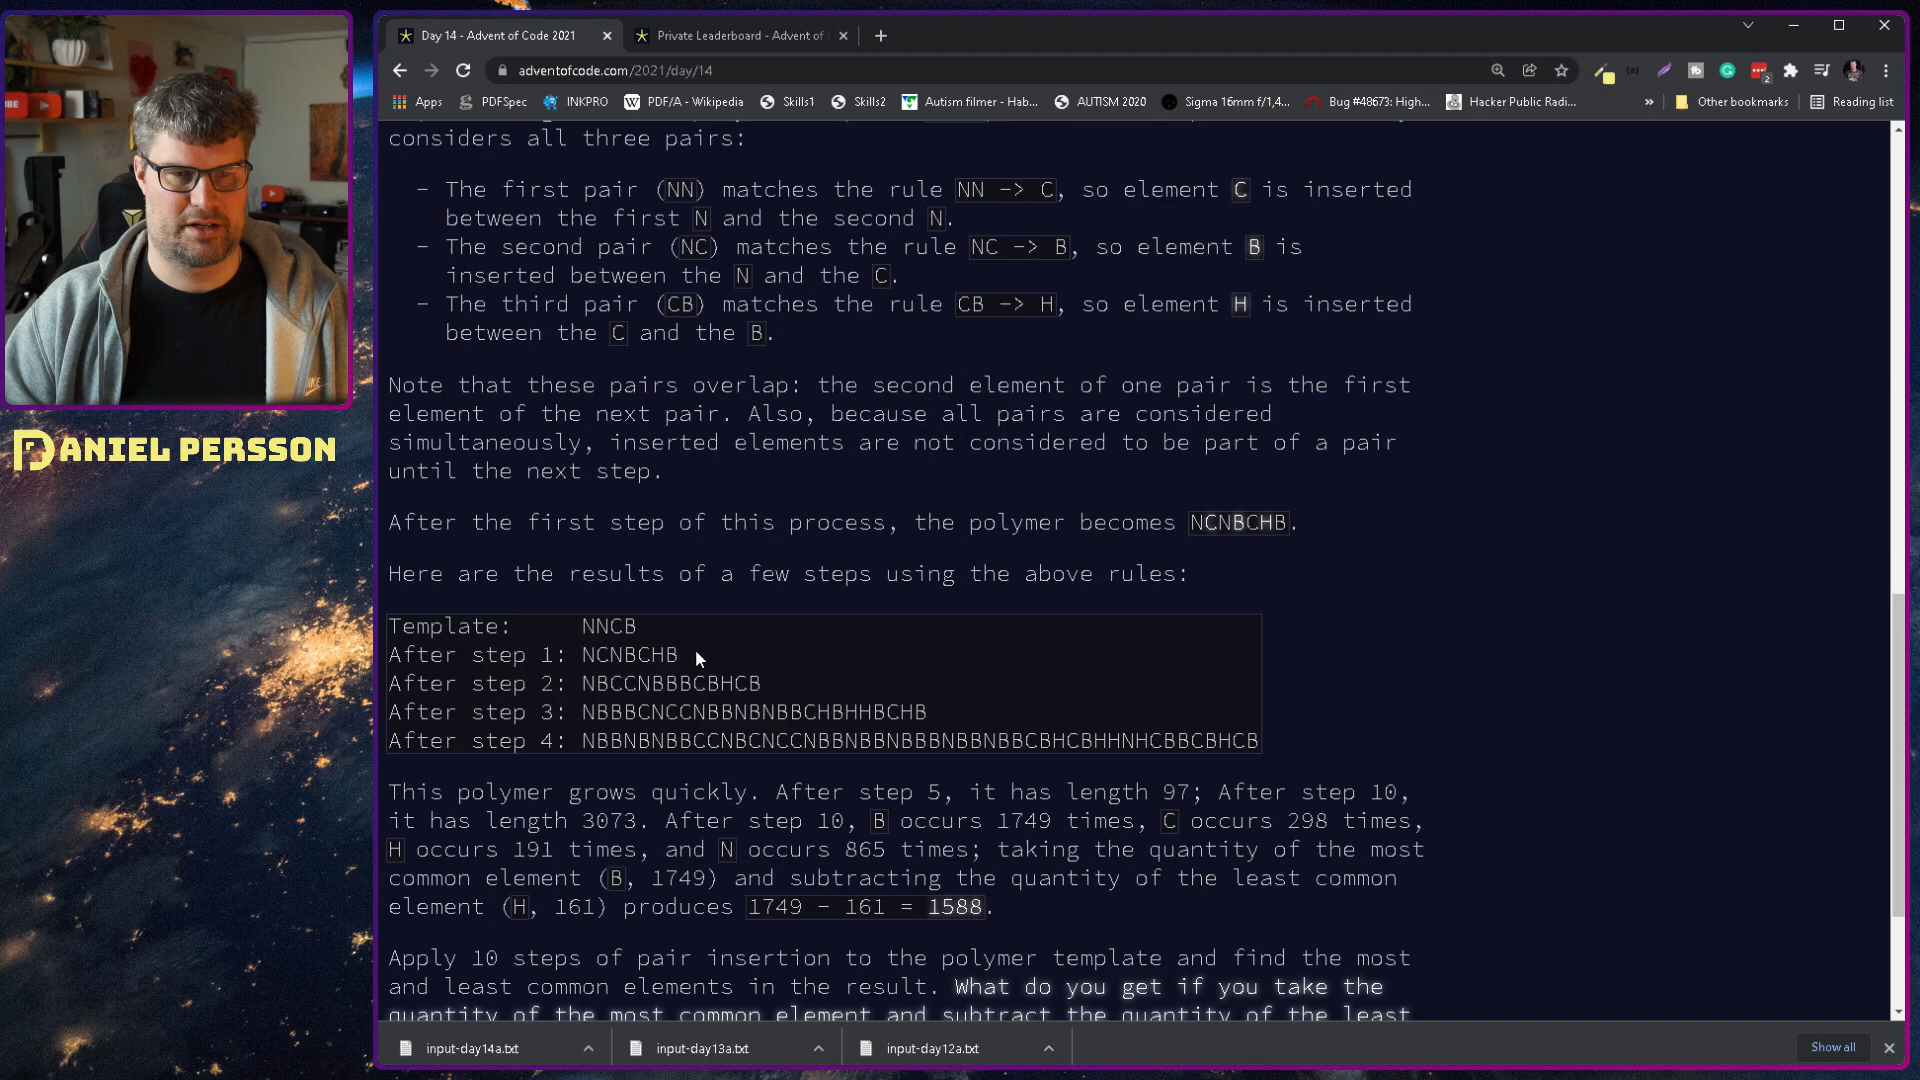 Day 14 - Advent of Code 2021
Private Leaderboard - Advent of
adventofcode.com/2021/day/14
Apps
PDFSpec
INKPRO
PDF/A - Wikipedia
Skills1
Skills2
Autism filmer - Hab...
AUTISM 2020
Sigma 16mm f/1,4...
Bug #48673: High...
Hacker Public Radi...
»
Other bookmarks
Reading list
considers all three pairs:
- The first pair (NN) matches the rule NN -> C, so element C is inserted
between the first N and the second N.
- The second pair (NC) matches the rule NC -> B, so element B is
inserted between the N and the C.
- The third pair (CB) matches the rule CB -> H, so element H is inserted
between the C and the B.
Note that these pairs overlap: the second element of one pair is the first
element of the next pair. Also, because all pairs are considered
simultaneously, inserted elements are not considered to be part of a pair
until the next step.
After the first step of this process, the polymer becomes NCNBCHB.
Here are the results of a few steps using the above rules:
Template: NNCB
After step 1: NCNBCHB
After step 2: NBCCNBBBCBHCB
After step 3: NBBBCNCCNBBNBNBBCHBHHBCHB
After step 4: NBBNBNBBCCNBCNCCNBBNBBNBBBNBBNBBCBHCBHHNHCBBCBHCB
This polymer grows quickly. After step 5, it has length 97; After step 10,
it has length 3073. After step 10, B occurs 1749 times, C occurs 298 times,
H occurs 191 times, and N occurs 865 times; taking the quantity of the most
common element (B, 1749) and subtracting the quantity of the least common
element (H, 161) produces 1749 - 161 = 1588.
Apply 10 steps of pair insertion to the polymer template and find the most
and least common elements in the result. What do you get if you take the
quantity of the most common element and subtract the quantity of the least
DANIEL PERSSON
input-day14a.txt
input-day13a.txt
input-day12a.txt
Show all